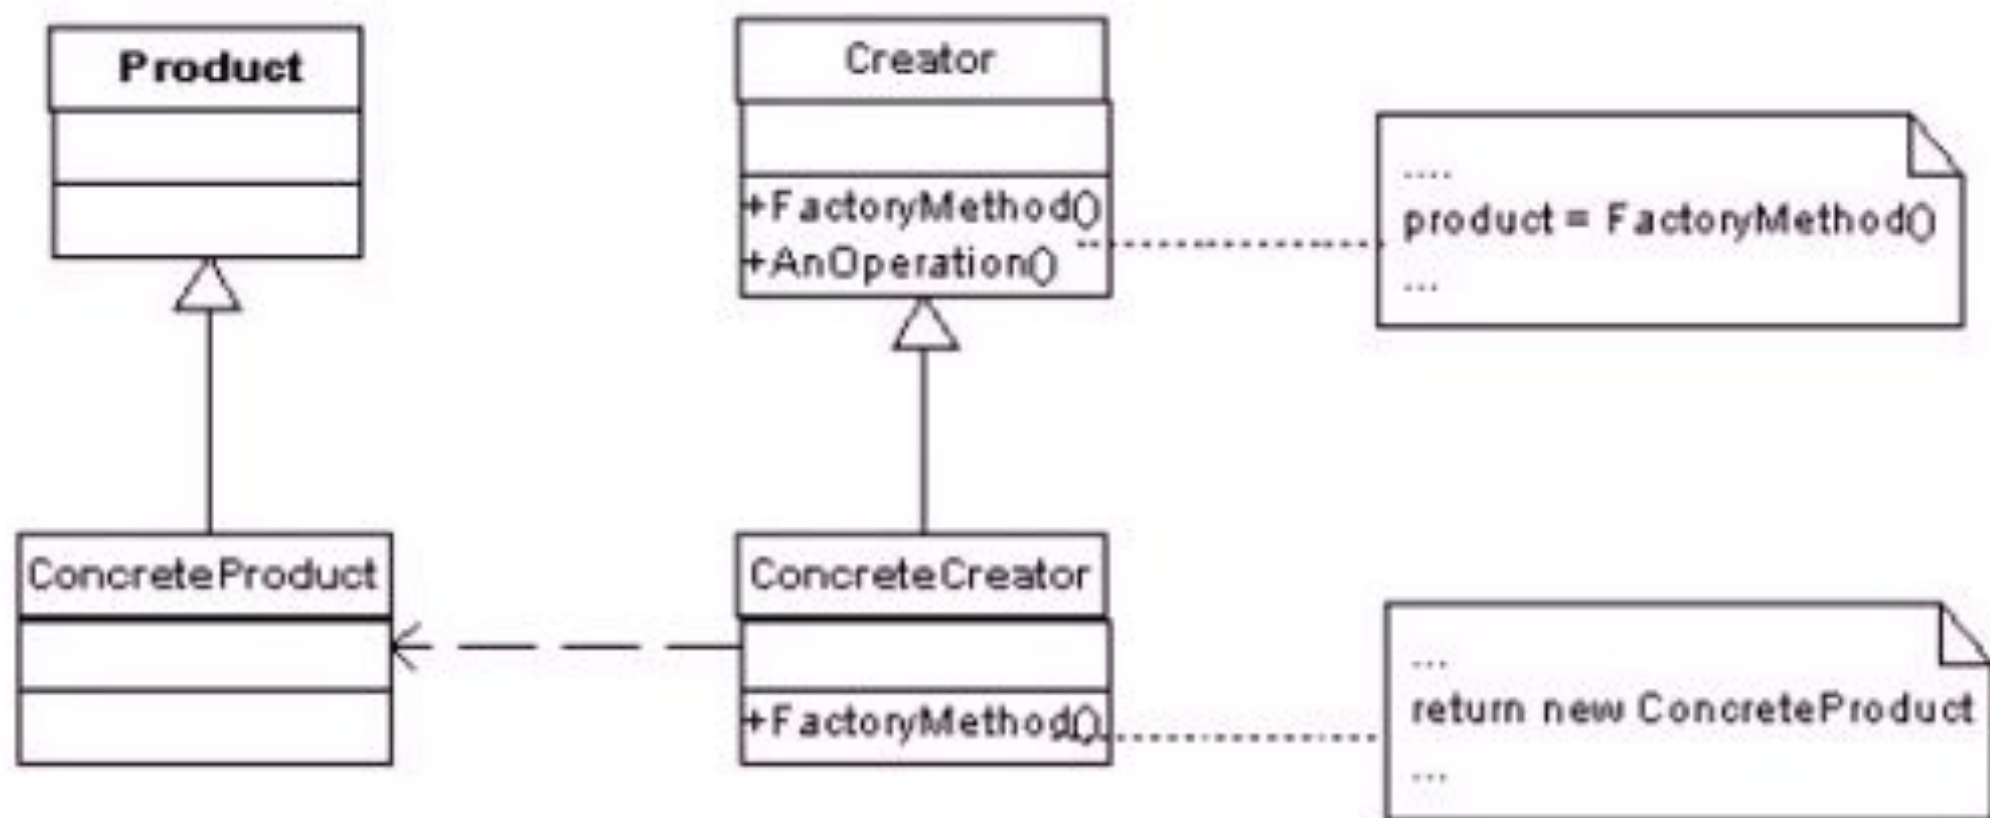 Product
Creator
+FactoryMethod()
+AnOperation()
....
product = FactoryMethod()
...
ConcreteProduct
ConcreteCreator
+FactoryMethod()
...
return new ConcreteProduct
...